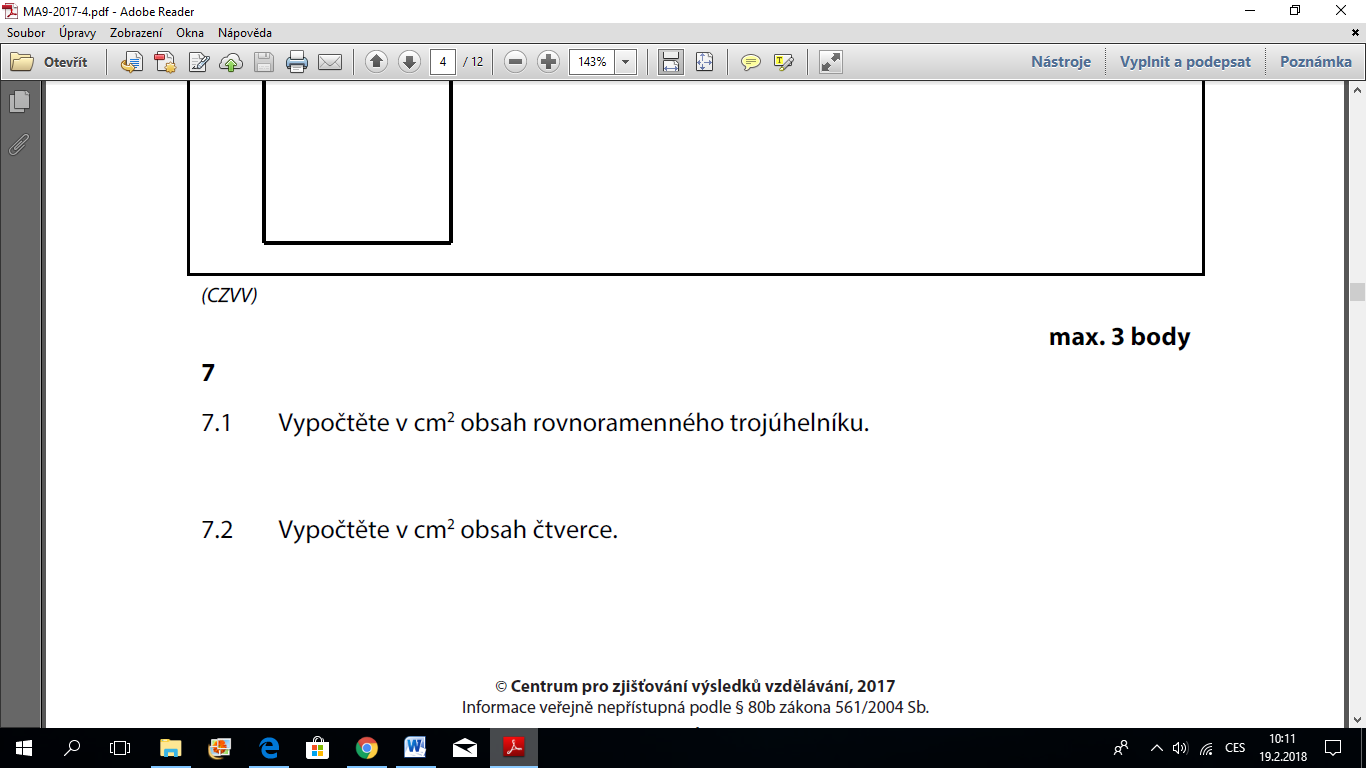 MA9-2017-4.pdf - Adobe Reader
Soubor Úpravy Zobrazení Okna Nápověda
Otevřít 4 / 12 143% Nástroje Vyplnit a podepsat Poznámka
(CZVV)
max. 3 body
7
7.1 Vypočtěte v cm² obsah rovnoramenného trojúhelníku.
7.2 Vypočtěte v cm² obsah čtverce.
© Centrum pro zjišťování výsledků vzdělávání, 2017
Informace veřejně nepřístupná podle § 80b zákona 561/2004 Sb.
CES
10:11
19.2.2018